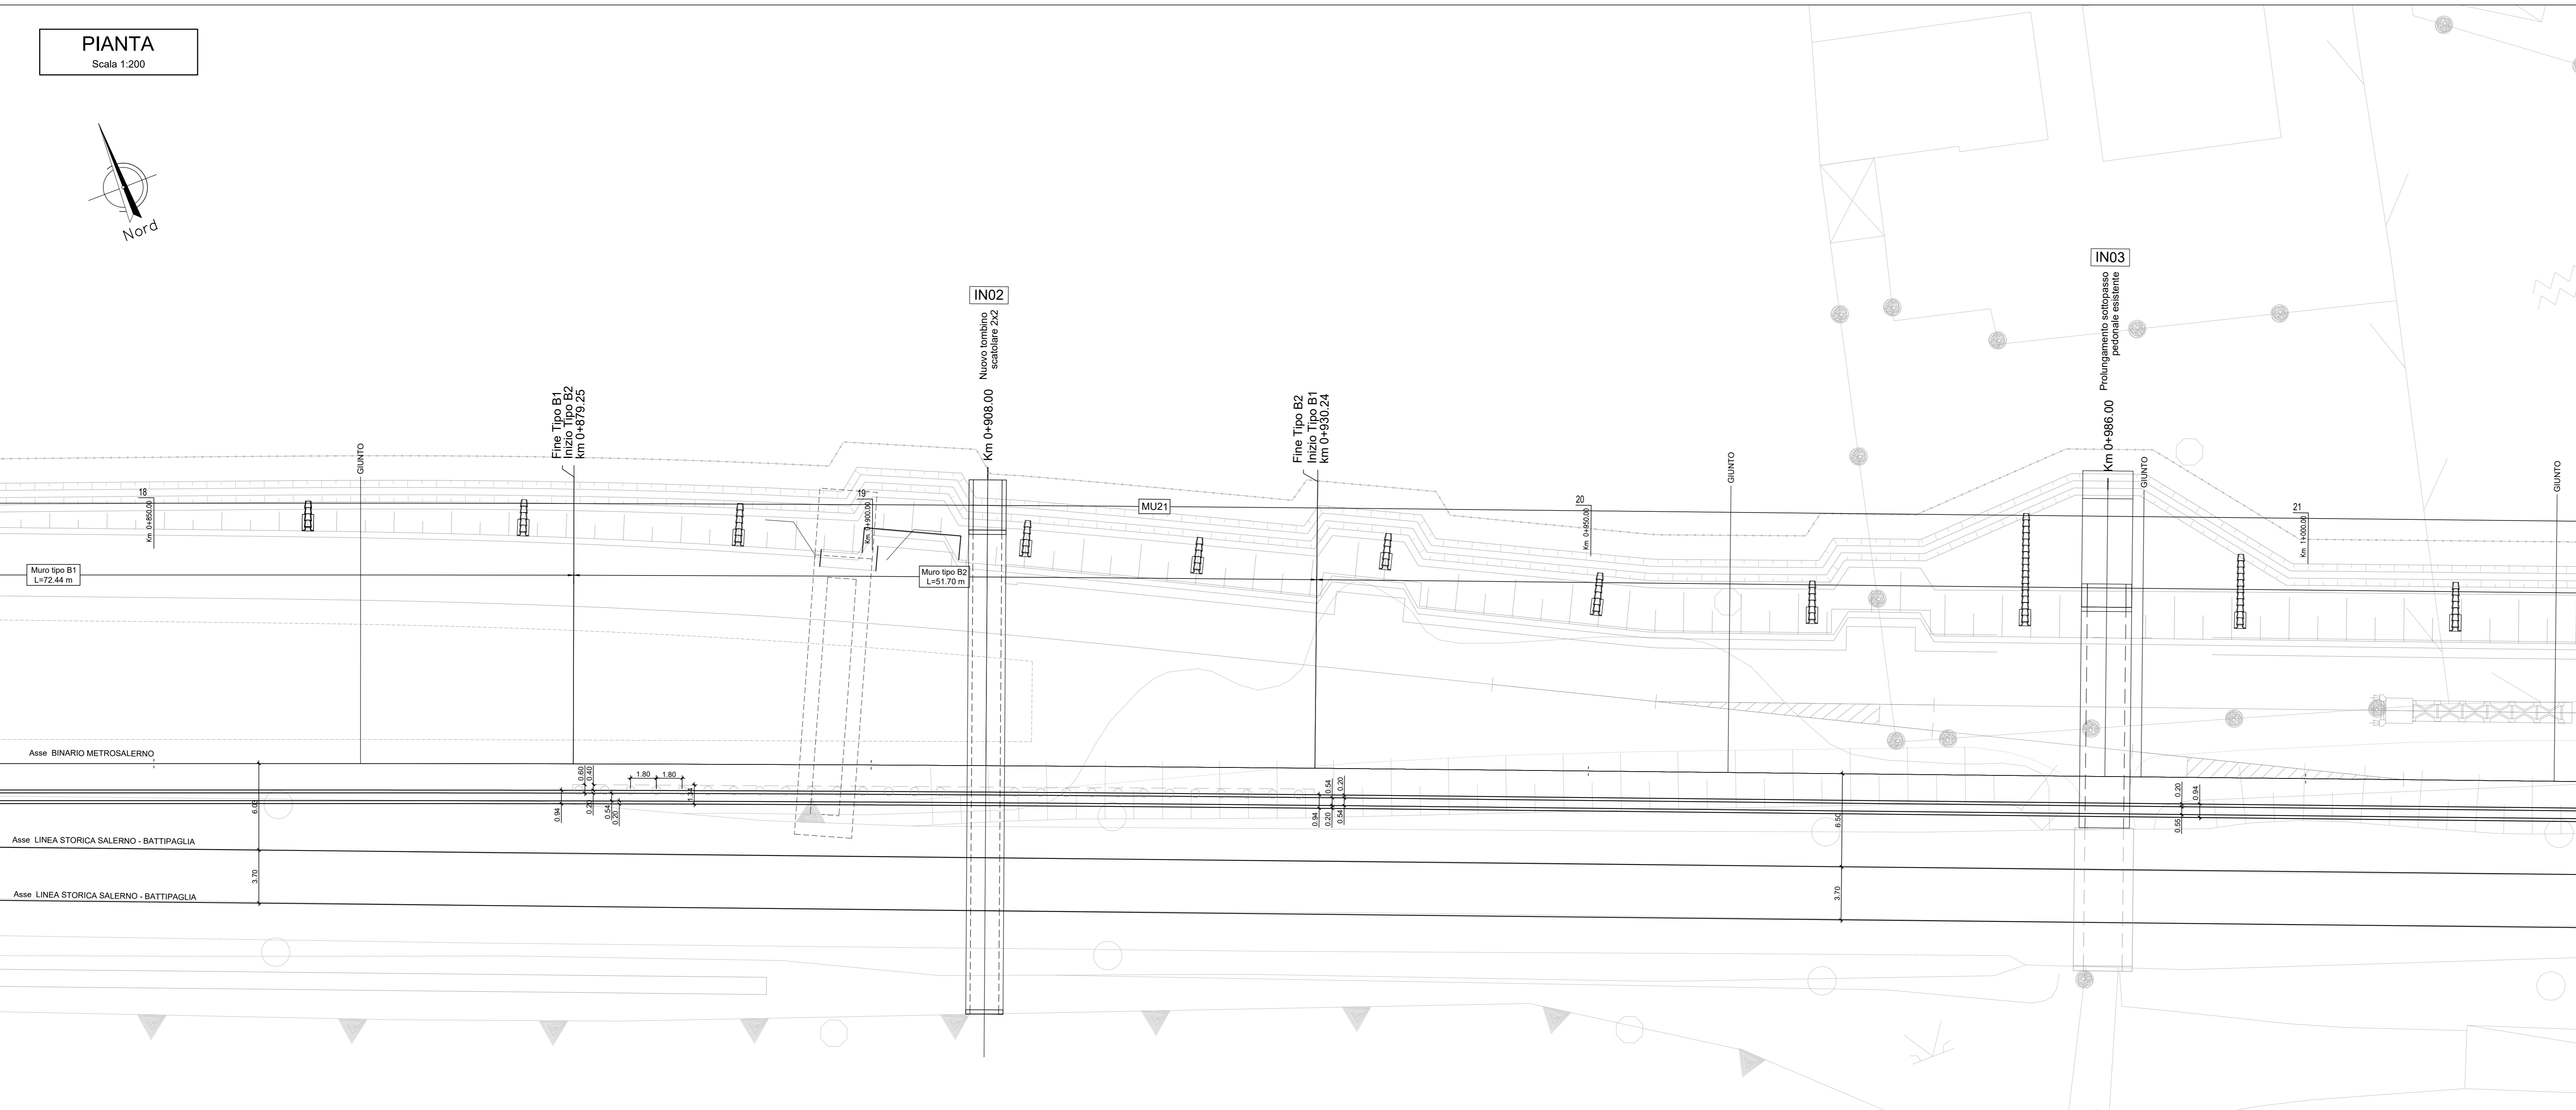 PIANTA
Scala 1:200
Nord
IN02
Nuovo tombino
scatolare 2x2
Km 0+908.00
IN03
Prolungamento sottopasso
pedonale esistente
Km 0+986.00
Fine Tipo B1
Inizio Tipo B2
km 0+879.25
Fine Tipo B2
Inizio Tipo B1
km 0+930.24
GIUNTO
GIUNTO
GIUNTO
GIUNTO
18
Km 0+850.00
19
Km 0+900.00
MU21
20
Km 0+950.00
21
Km 1+000.00
Muro tipo B1
L=72.44 m
Muro tipo B2
L=51.70 m
Asse BINARIO METROSALERNO
0.60
0.40
1.80
1.80
1.34
0.94
0.20
0.54
0.20
0.54
0.20
0.94
0.20
0.54
0.20
0.94
0.55
6.03
6.50
Asse LINEA STORICA SALERNO - BATTIPAGLIA
3.70
3.70
Asse LINEA STORICA SALERNO - BATTIPAGLIA